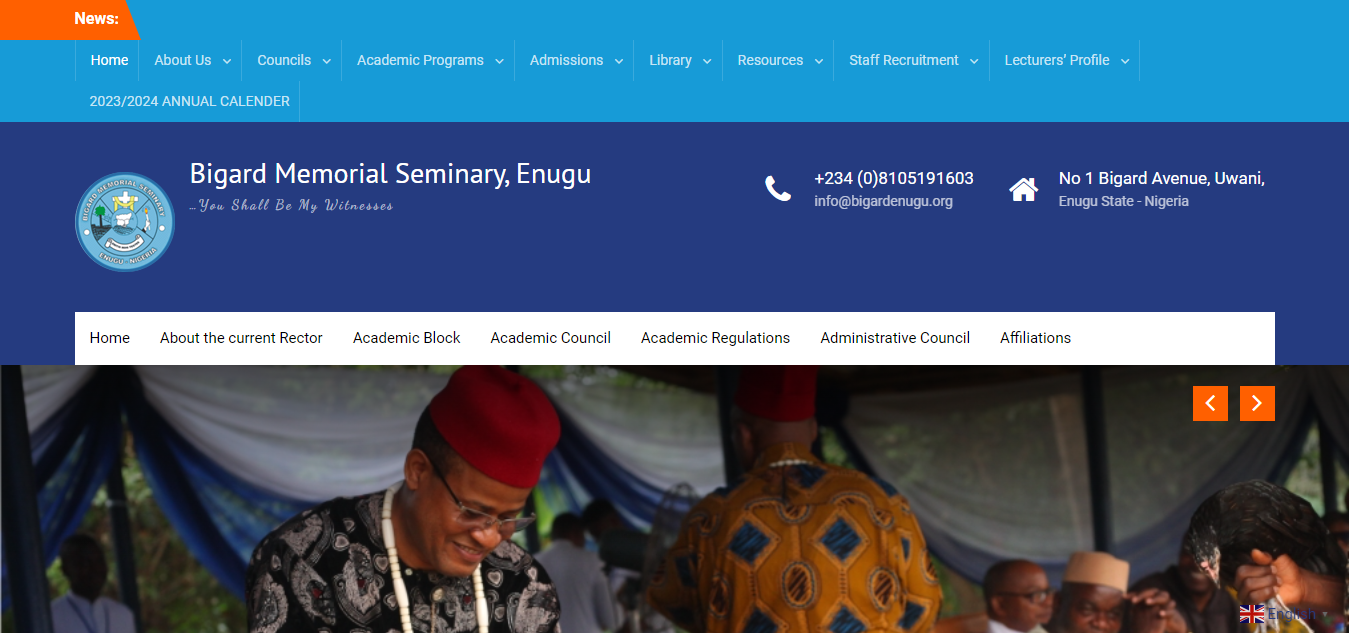 News:
Home About Us Councils Academic Programs Admissions Library Resources Staff Recruitment Lecturers' Profile
2023/2024 ANNUAL CALENDER
Bigard Memorial Seminary, Enugu
...You Shall Be My Witnesses
BIGARD MEMORIAL SEMINARY
ENUGU - NIGERIA
+234 (0)8105191603
info@bigardenugu.org
No 1 Bigard Avenue, Uwani,
Enugu State - Nigeria
Home About the current Rector Academic Block Academic Council Academic Regulations Administrative Council Affiliations
English